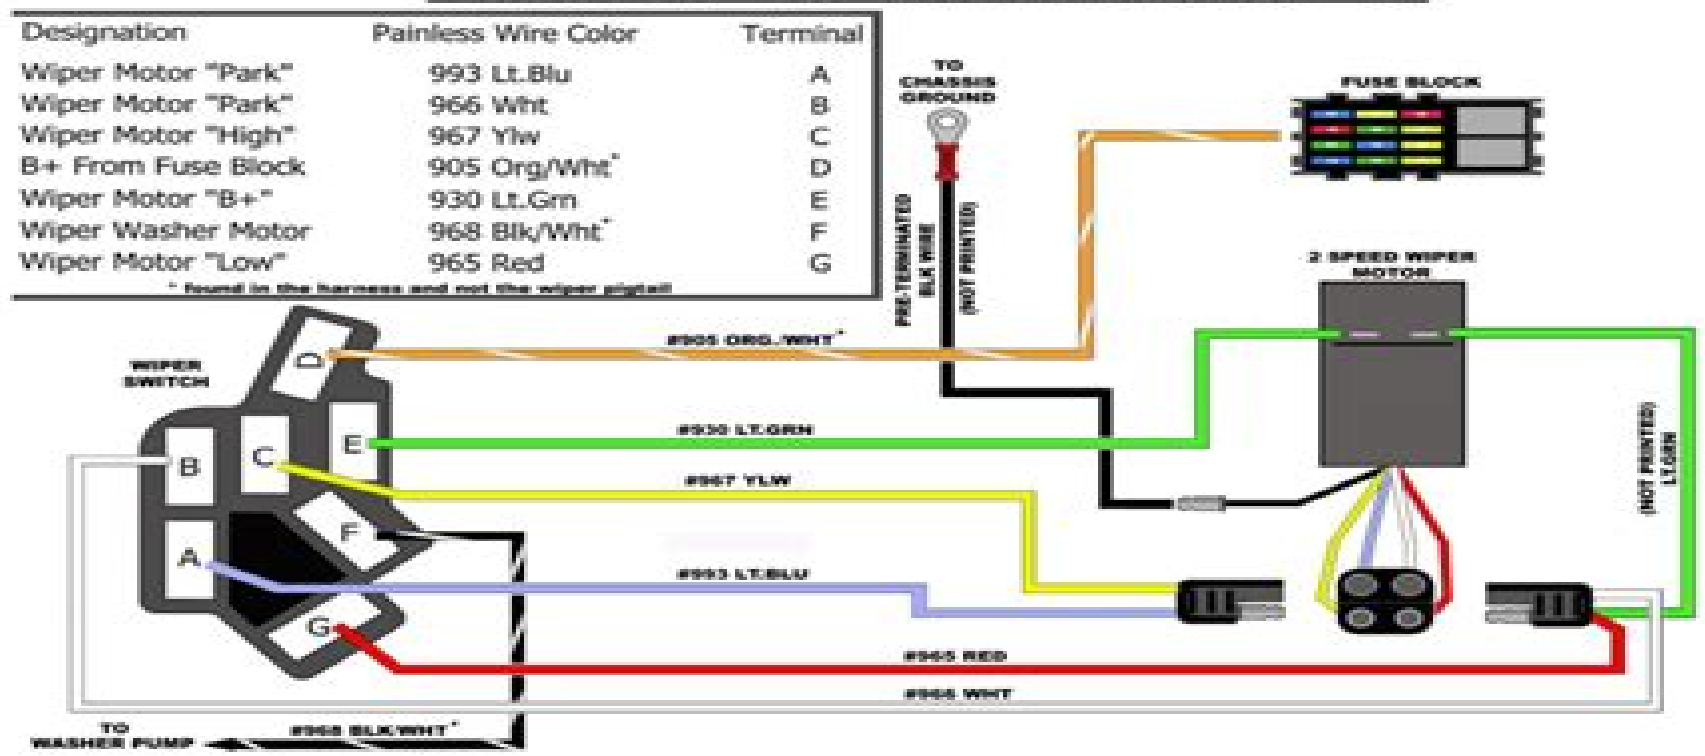 Designation Painless Wire Color Terminal
Wiper Motor "Park" 993 Lt.Blu A
Wiper Motor "Park" 966 Wht B
Wiper Motor "High" 967 Ylw C
B+ From Fuse Block 905 Org/Wht* D
Wiper Motor "B+" 930 Lt.Grn E
Wiper Washer Motor 968 Blk/Wht* F
Wiper Motor "Low" 965 Red G
* found in the harness and not the wiper pigtail
TO
CHASSIS
GROUND
FUSE BLOCK
PRE-TERMINATED
BLK WIRE
(NOT PRINTED)
2 SPEED WIPER
MOTOR
WIPER
SWITCH
#905 ORG./WHT*
D
#930 LT.GRN
E
C
B
#967 YLW
(NOT PRINTED)
LT.GRN
F
A
#993 LT.BLU
G
#965 RED
#966 WHT
TO
WASHER PUMP
#968 BLK/WHT*